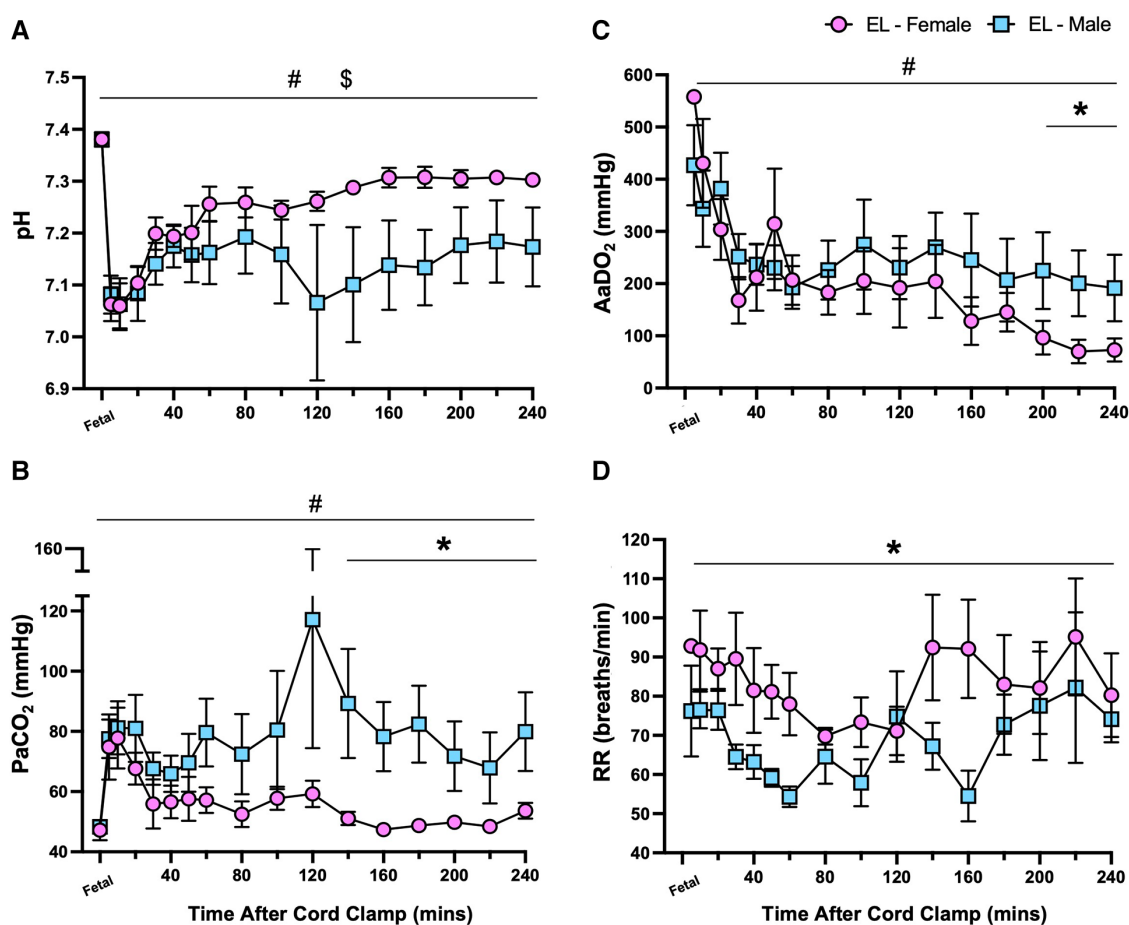 EL - Female EL - Male
A
# $
7.5
7.4
7.3
7.2
7.1
7.0
6.9
pH
Fetal 40 80 120 160 200 240
C
#
*
600
500
400
300
200
100
0
AaDO2 (mmHg)
Fetal 40 80 120 160 200 240
B
#
*
160
120
100
80
60
40
PaCO2 (mmHg)
Fetal 40 80 120 160 200 240
Time After Cord Clamp (mins)
D
*
120
110
100
90
80
70
60
50
40
RR (breaths/min)
Fetal 40 80 120 160 200 240
Time After Cord Clamp (mins)